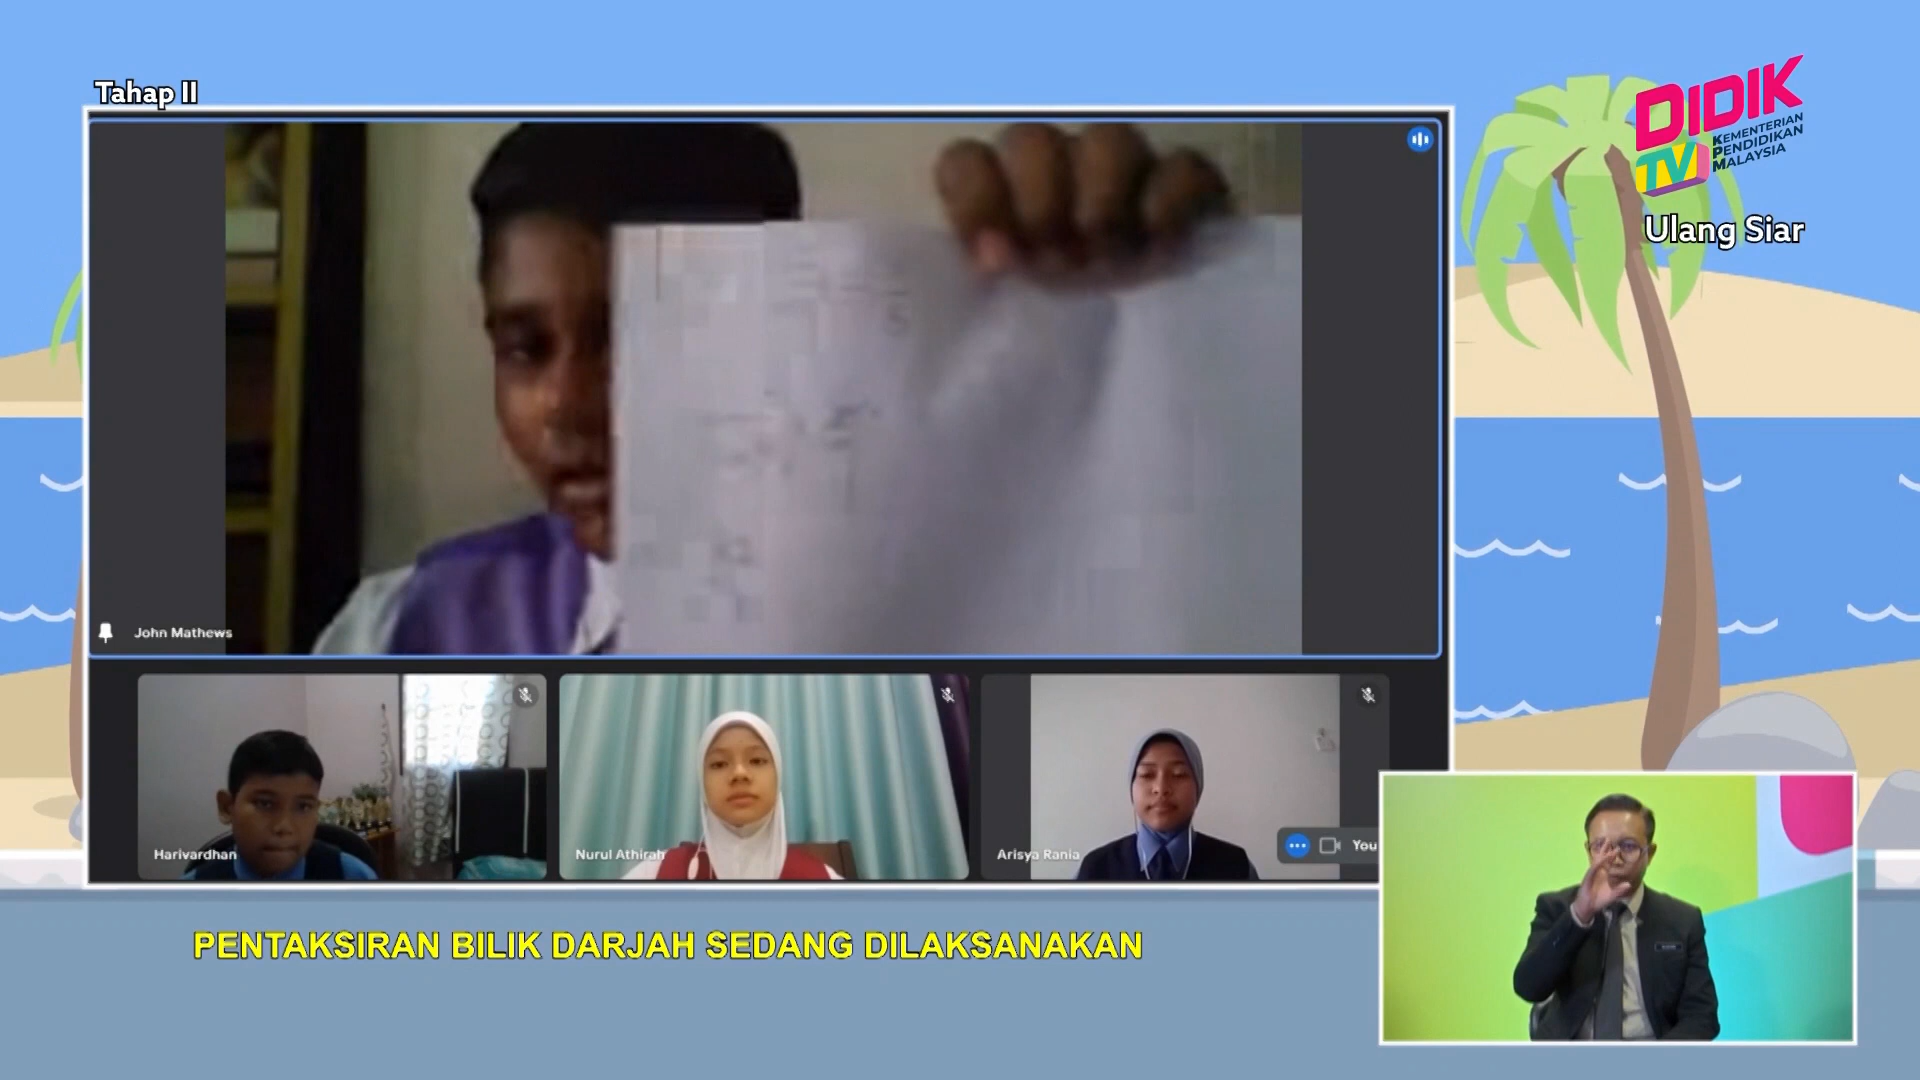 Tahap II
DIDIK
TV
KEMENTERIAN
PENDIDIKAN
MALAYSIA
Ulang Siar
John Mathews
Harivardhan
Nurul Athirah
Arisya Rania
You
PENTAKSIRAN BILIK DARJAH SEDANG DILAKSANAKAN